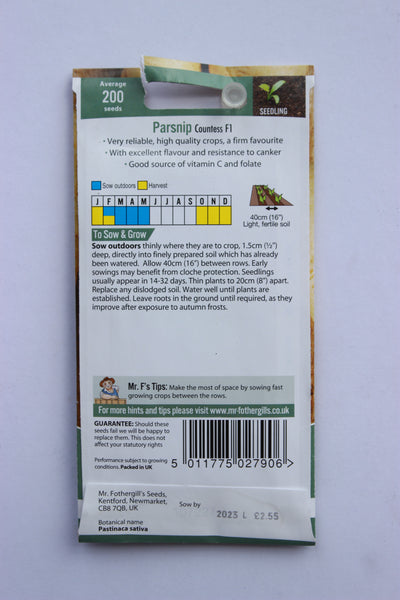 Average
200
seeds
SEEDLING
Parsnip Countess F1
• Very reliable, high quality crops, a firm favourite
• With excellent flavour and resistance to canker
• Good source of vitamin C and folate
Sow outdoors Harvest
J F M A M J J A S O N D
40cm (16")
Light, fertile soil
To Sow & Grow
Sow outdoors thinly where they are to crop, 1.5cm (½")
deep, directly into finely prepared soil which has already
been watered. Allow 40cm (16") between rows. Early
sowings may benefit from cloche protection. Seedlings
usually appear in 14-32 days. Thin plants to 20cm (8") apart.
Replace any dislodged soil. Water well until plants are
established. Leave roots in the ground until required, as they
improve after exposure to autumn frosts.
Mr. F's Tips: Make the most of space by sowing fast
growing crops between the rows.
For more hints and tips please visit www.mr-fothergills.co.uk
GUARANTEE: Should these
seeds fail we will be happy to
replace them. This does not
affect your statutory rights
Performance subject to growing
conditions. Packed in UK
5 011775 027906 >
Mr. Fothergill's Seeds,
Kentford, Newmarket,
CB8 7QB, UK
Sow by
2023 L £2.55
Botanical name
Pastinaca sativa